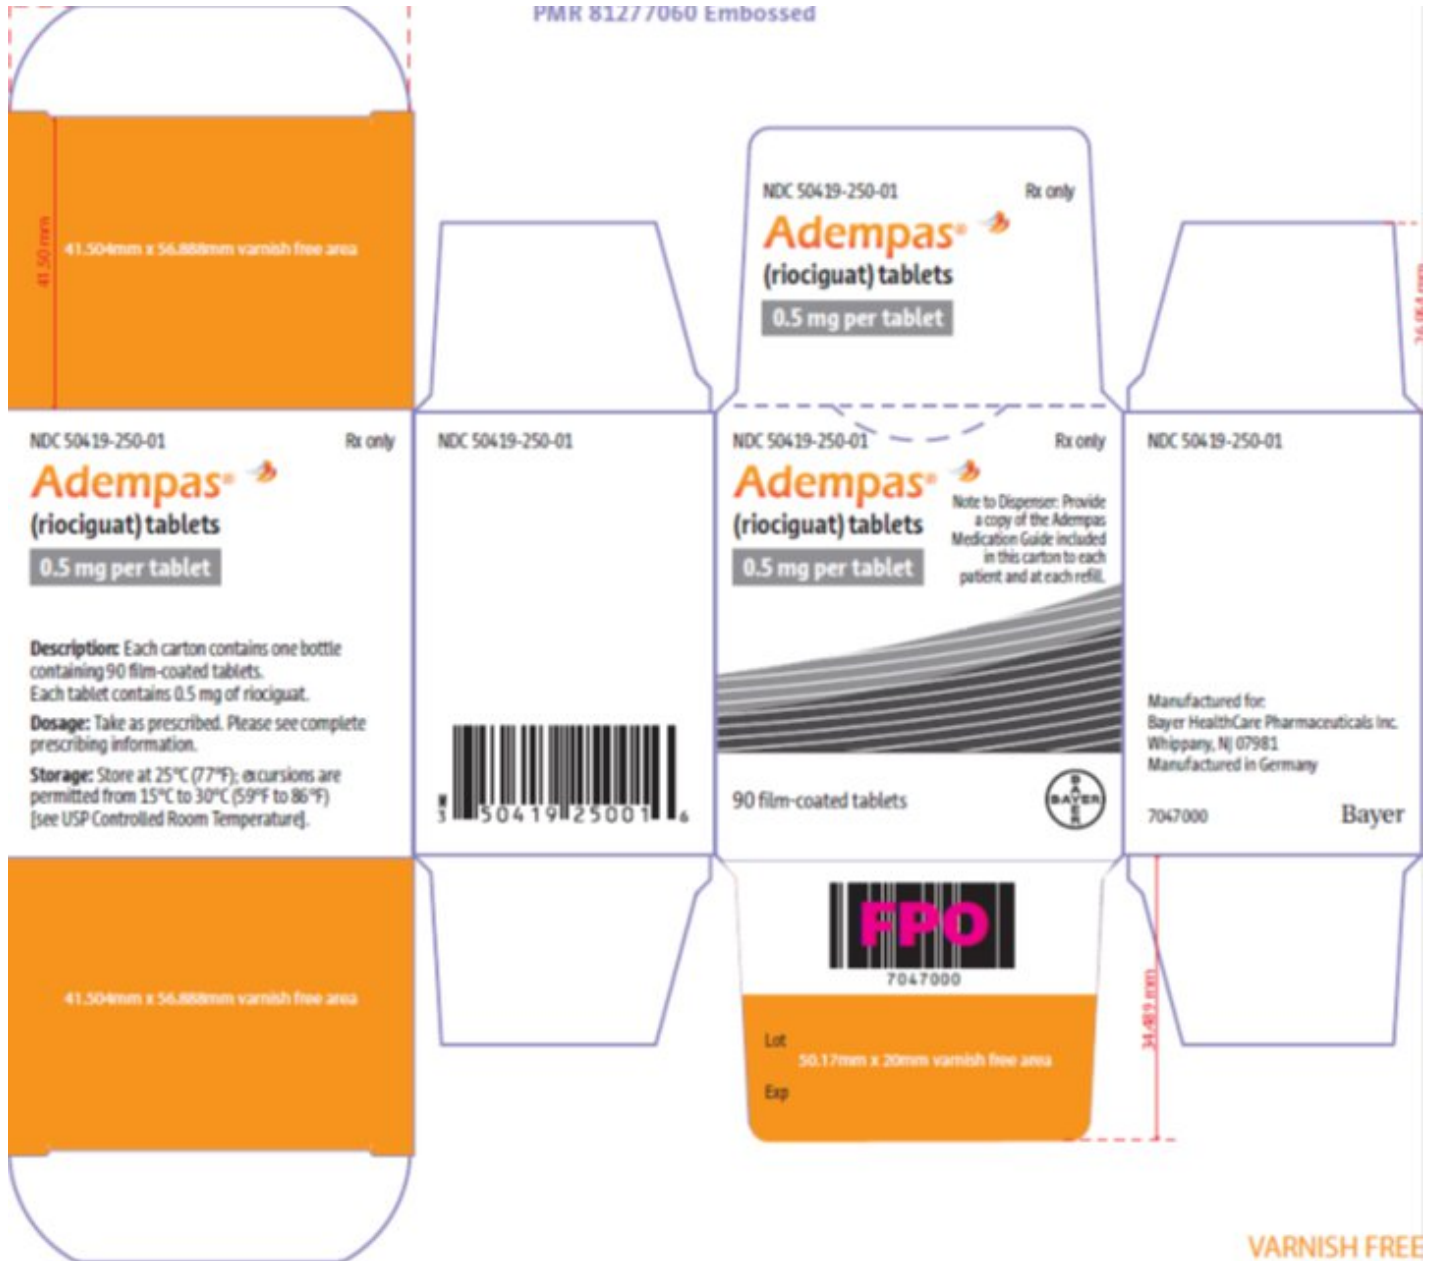 PMR 81277060 Embossed
41.50 mm
41.504mm x 56.888mm varnish free area
NDC 50419-250-01 Rx only
Adempas®
(riociguat) tablets
0.5 mg per tablet
NDC 50419-250-01 Rx only
Adempas®
(riociguat) tablets
0.5 mg per tablet
Description: Each carton contains one bottle
containing 90 film-coated tablets.
Each tablet contains 0.5 mg of riociguat.
Dosage: Take as prescribed. Please see complete
prescribing information.
Storage: Store at 25°C (77°F); excursions are
permitted from 15°C to 30°C (59°F to 86°F)
[see USP Controlled Room Temperature].
NDC 50419-250-01
N
3 50419 25001 6
NDC 50419-250-01 Rx only
Adempas®
(riociguat) tablets
0.5 mg per tablet
Note to Dispenser: Provide
a copy of the Adempas
Medication Guide included
in this carton to each
patient and at each refill.
90 film-coated tablets
BAYER
BAYER
NDC 50419-250-01
Manufactured for:
Bayer HealthCare Pharmaceuticals Inc.
Whippany, NJ 07981
Manufactured in Germany
7047000 Bayer
41.504mm x 56.888mm varnish free area
FPO
7047000
Lot
50.17mm x 20mm varnish free area
Exp
34.489 mm
VARNISH FREE